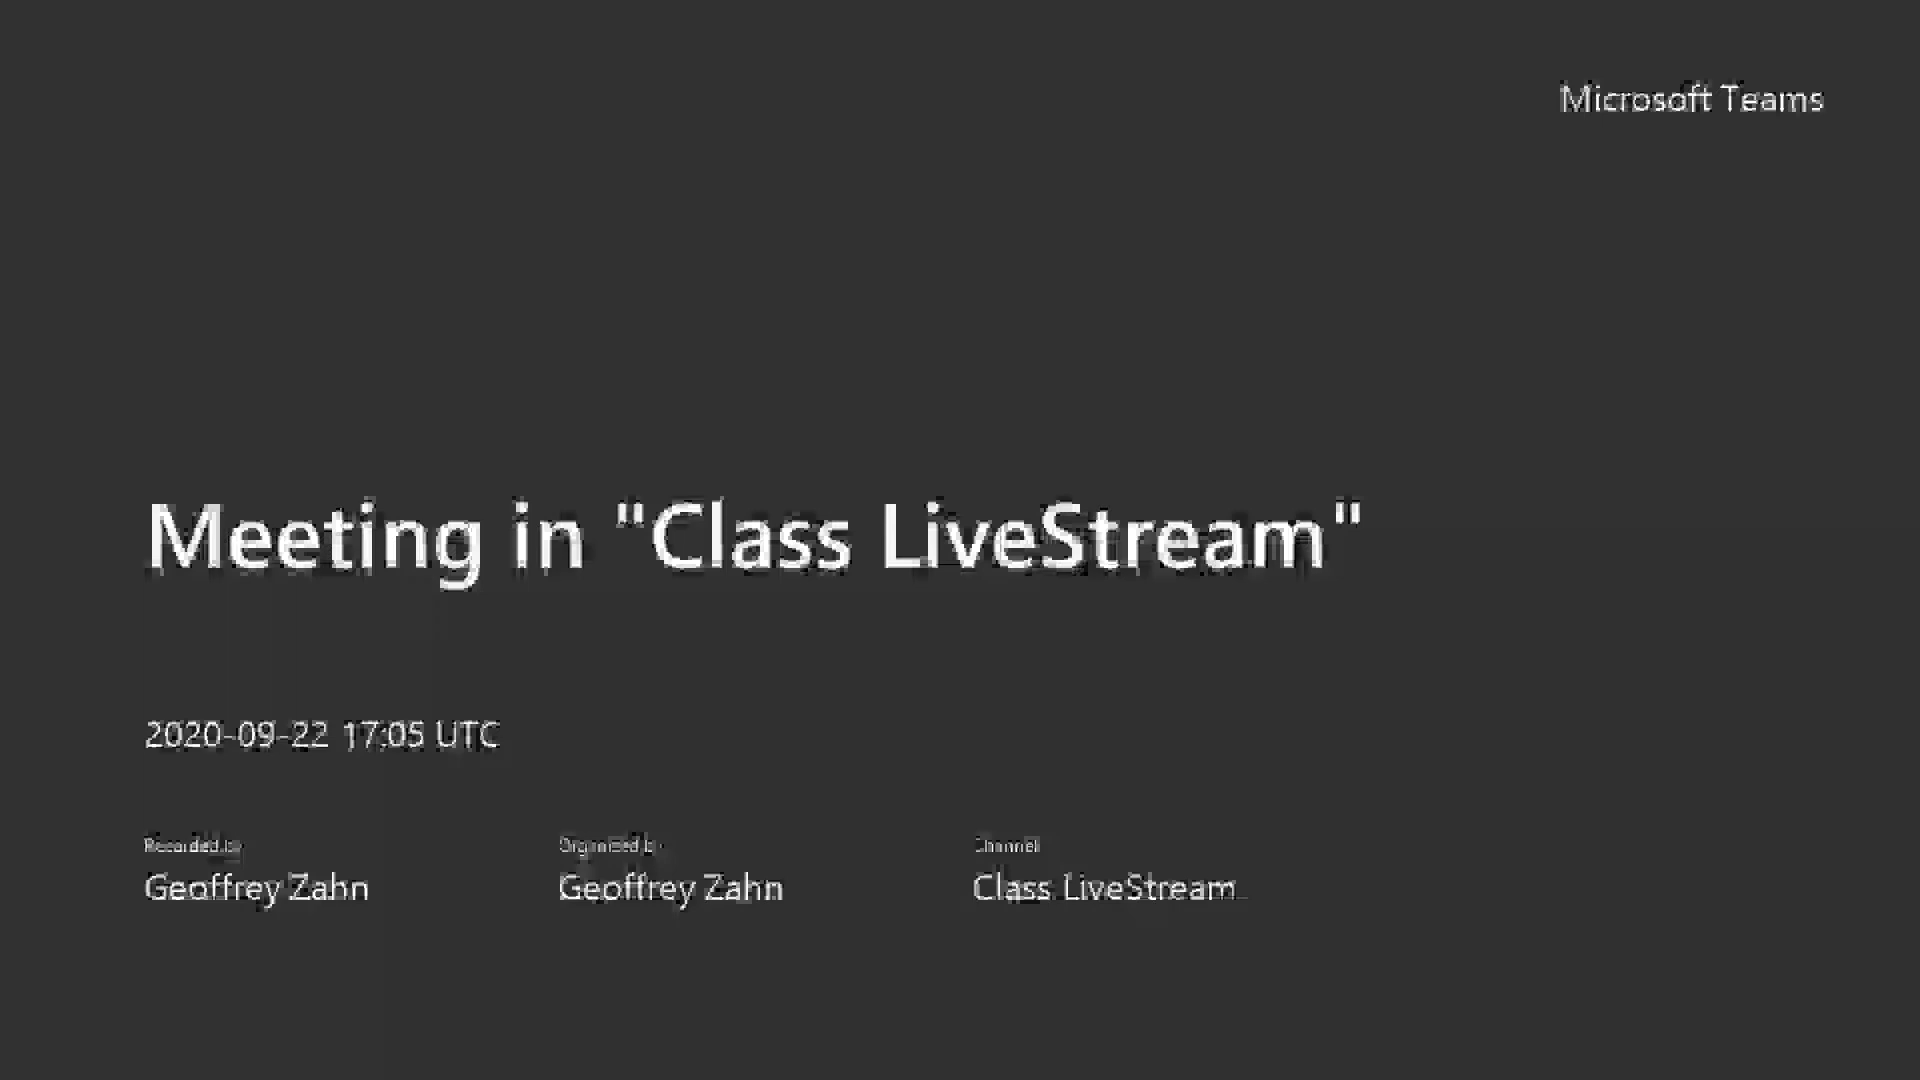 Microsoft Teams
Meeting in "Class LiveStream"
2020-09-22 17:05 UTC
Recorded by
Organized by
Channel
Geoffrey Zahn
Geoffrey Zahn
Class LiveStream